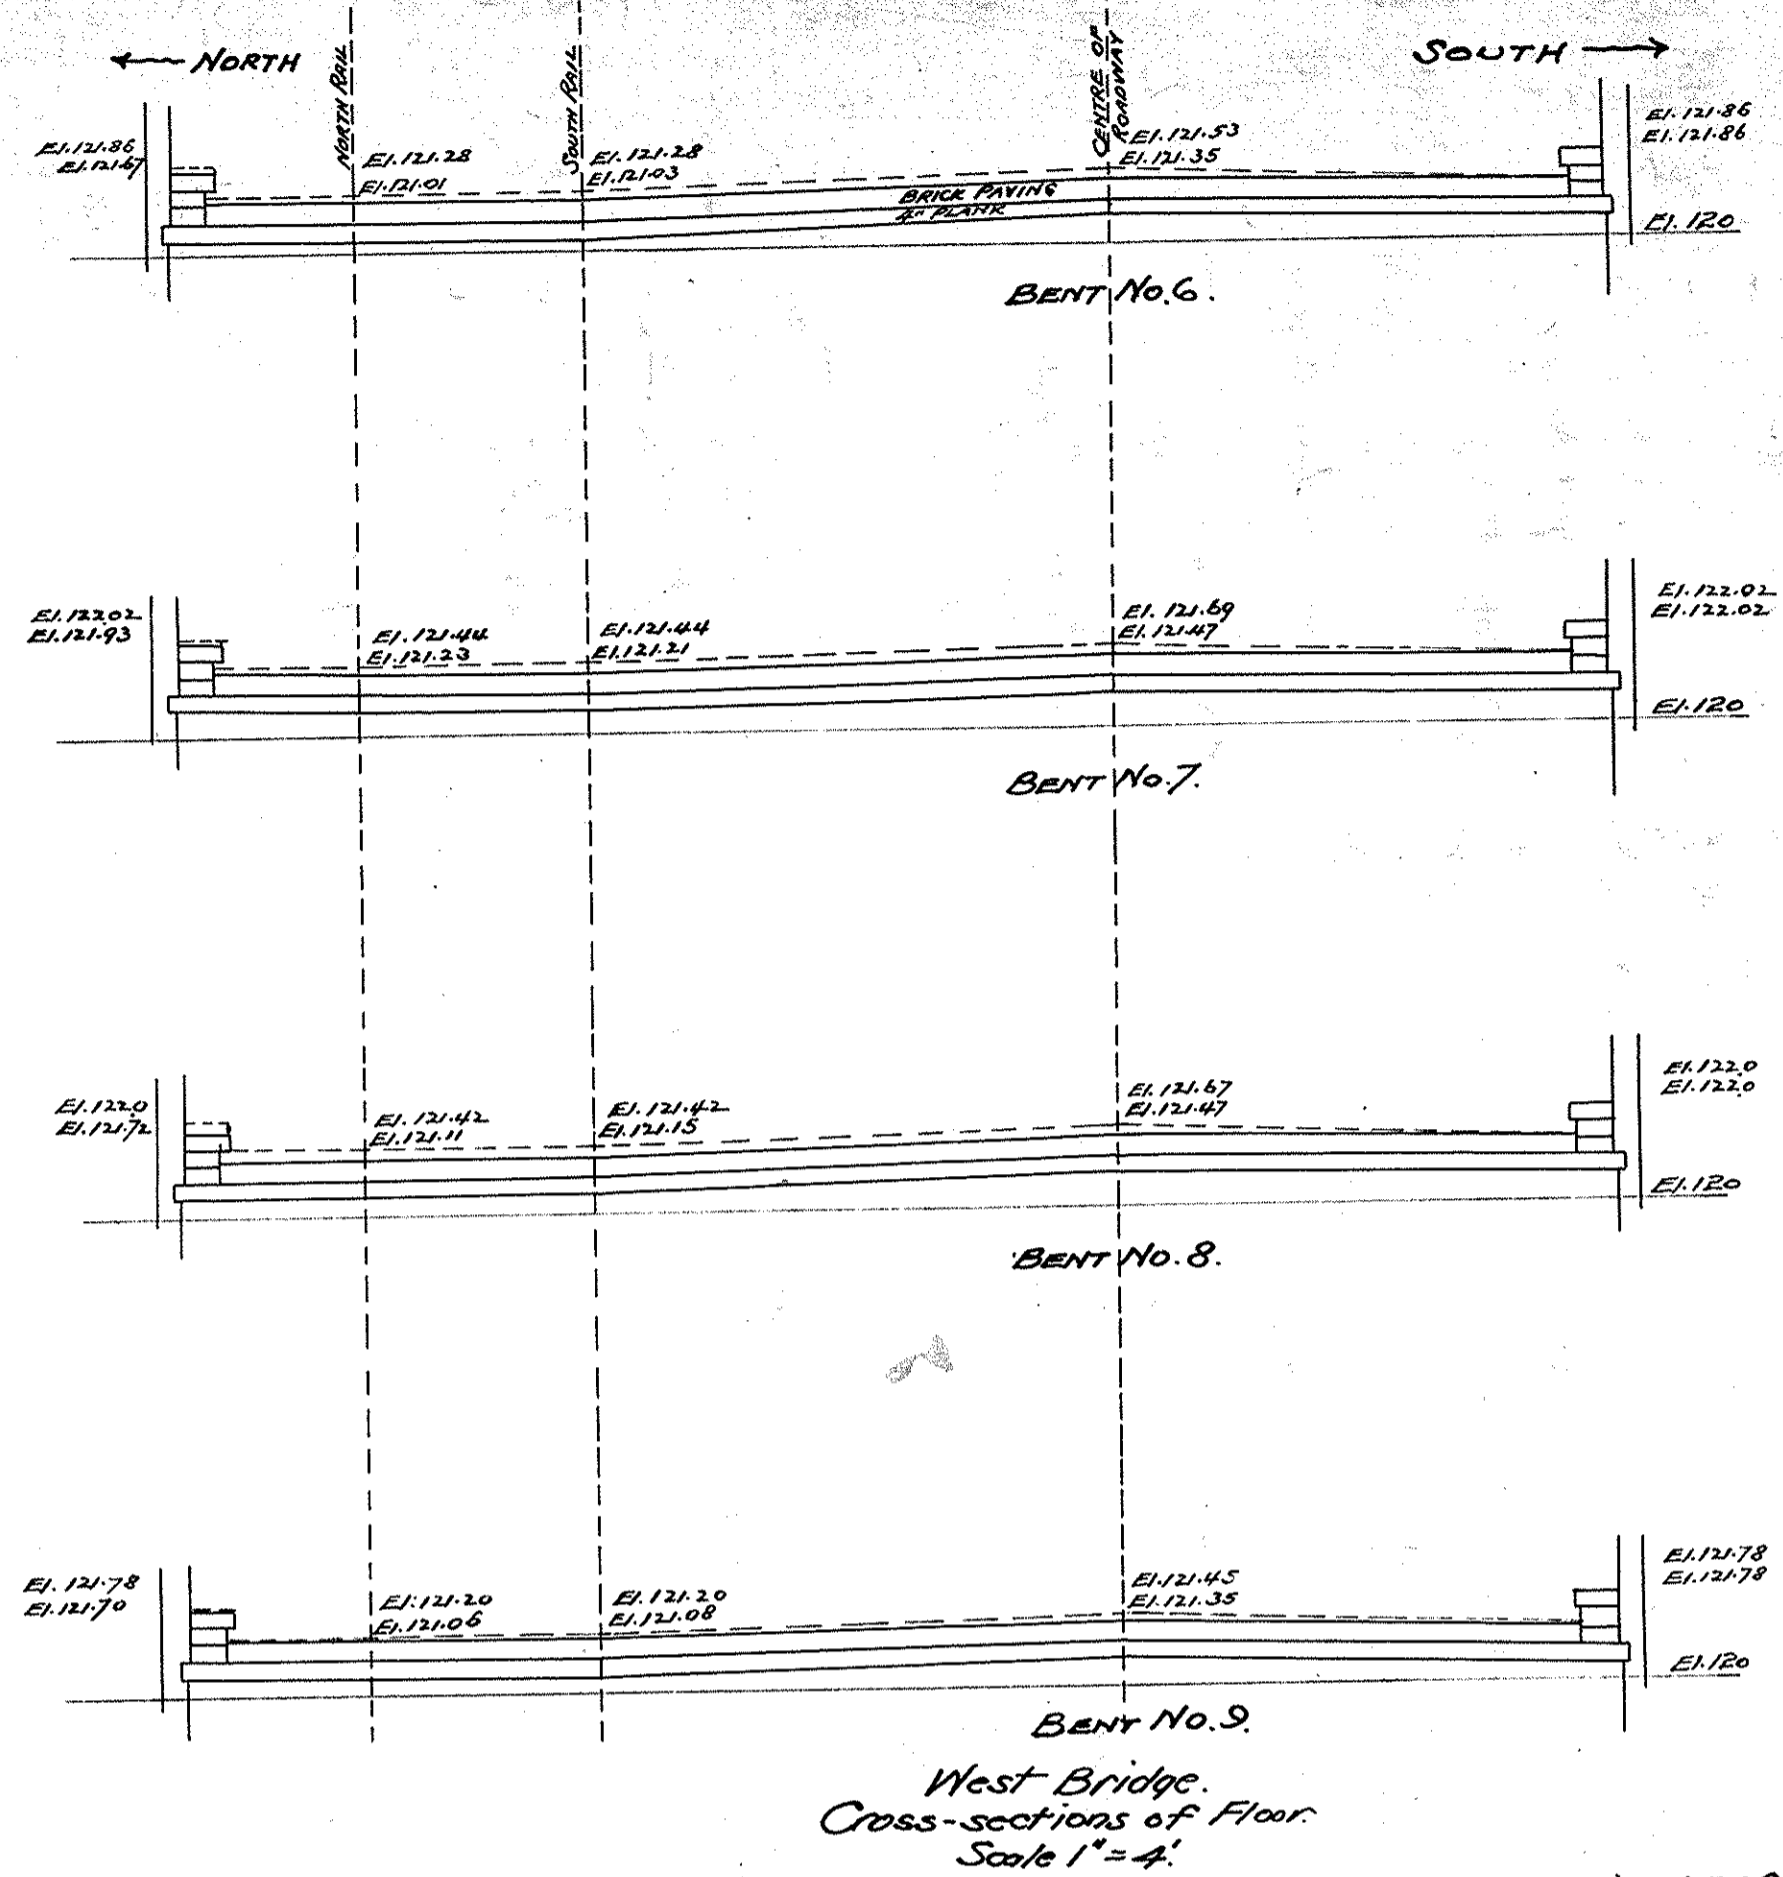 ← NORTH
NORTH RAIL
SOUTH RAIL
CENTRE OF
ROADWAY
SOUTH →
El. 121.86
El. 121.67
El. 121.28
El. 121.01
El. 121.28
El. 121.03
El. 121.53
El. 121.35
El. 121.86
El. 121.86
BRICK PAVING
4" PLANK
El. 120
BENT No. 6.
El. 122.02
El. 121.93
El. 121.44
El. 121.23
El. 121.44
El. 121.21
El. 121.69
El. 121.47
El. 122.02
El. 122.02
El. 120
BENT No. 7.
El. 122.0
El. 121.72
El. 121.42
El. 121.11
El. 121.42
El. 121.15
El. 121.67
El. 121.47
El. 122.0
El. 122.0
El. 120
BENT No. 8.
El. 121.78
El. 121.70
El. 121.20
El. 121.06
El. 121.20
El. 121.08
El. 121.45
El. 121.35
El. 121.78
El. 121.78
El. 120
BENT No. 9.
West Bridge.
Cross-sections of Floor.
Scale 1" = 4'.